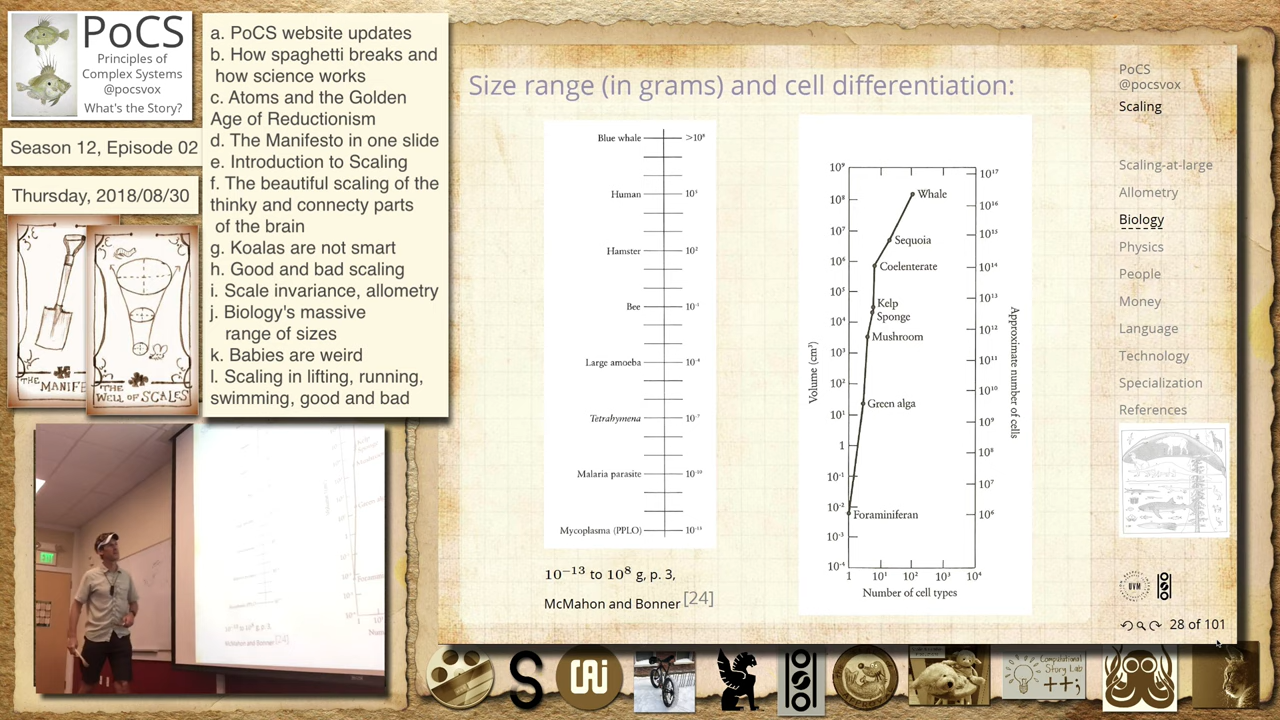 PoCS
Principles of
Complex Systems
@pocsvox
What's the Story?
Season 12, Episode 02
Thursday, 2018/08/30
THE MANIFE
THE
WELL OF SCALES
a. PoCS website updates
b. How spaghetti breaks and
how science works
c. Atoms and the Golden
Age of Reductionism
d. The Manifesto in one slide
e. Introduction to Scaling
f. The beautiful scaling of the
thinky and connecty parts
of the brain
g. Koalas are not smart
h. Good and bad scaling
i. Scale invariance, allometry
j. Biology's massive
range of sizes
k. Babies are weird
l. Scaling in lifting, running,
swimming, good and bad
Size range (in grams) and cell differentiation:
Blue whale >10⁸
Human 10⁵
Hamster 10²
Bee 10⁻¹
Large amoeba 10⁻⁴
Tetrahymena 10⁻⁷
Malaria parasite 10⁻¹⁰
Mycoplasma (PPLO) 10⁻¹³
10⁻¹³ to 10⁸ g, p. 3,
McMahon and Bonner [24]
Volume (cm³)
10⁹
10⁸
10⁷
10⁶
10⁵
10⁴
10³
10²
10¹
1
10⁻¹
10⁻²
10⁻³
10⁻⁴
Whale
Sequoia
Coelenterate
Kelp
Sponge
Mushroom
Green alga
Foraminiferan
10¹⁷
10¹⁶
10¹⁵
10¹⁴
10¹³
10¹²
10¹¹
10¹⁰
10⁹
10⁸
10⁷
10⁶
Approximate number of cells
1 10¹ 10² 10³ 10⁴
Number of cell types
PoCS
@pocsvox
Scaling
Scaling-at-large
Allometry
Biology
Physics
People
Money
Language
Technology
Specialization
References
UVM
28 of 101
Computational
Story Lab
++;